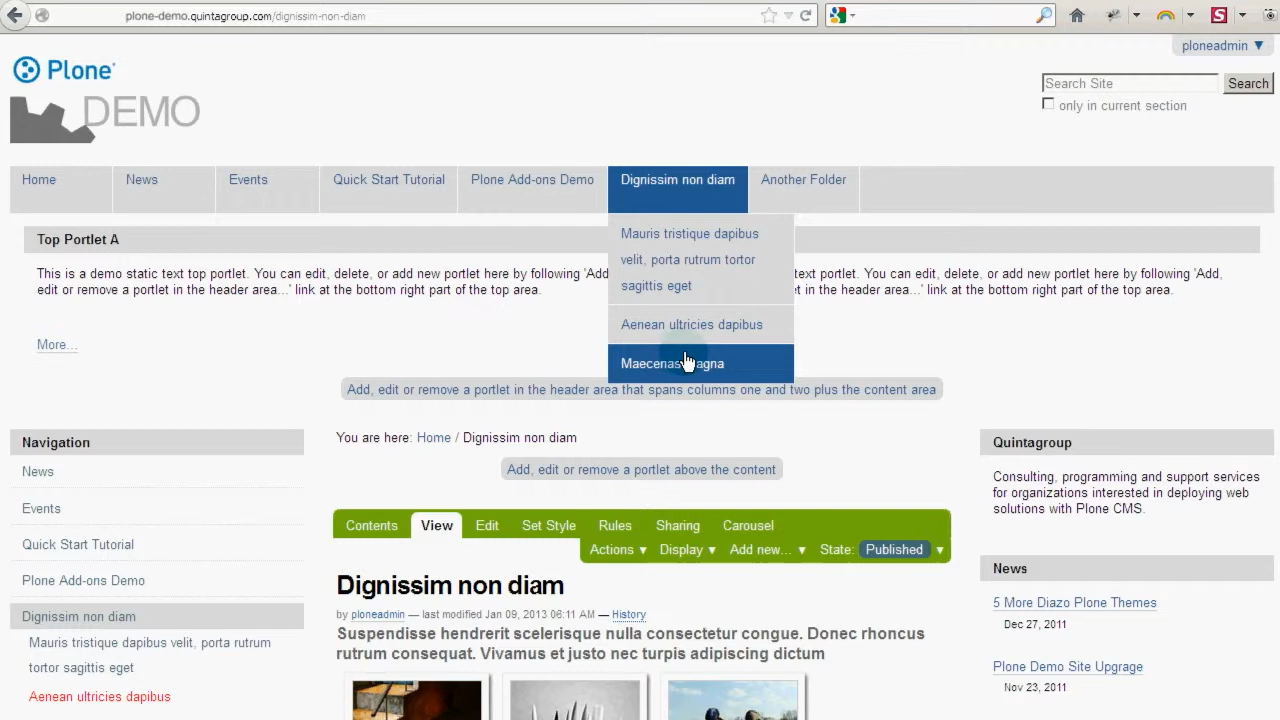 plone-demo.quintagroup.com/dignissim-non-diam
ploneadmin ▼
Plone
DEMO
Search Site
Search
only in current section
Home
News
Events
Quick Start Tutorial
Plone Add-ons Demo
Dignissim non diam
Another Folder
Mauris tristique dapibus
velit, porta rutrum tortor
sagittis eget
Aenean ultricies dapibus
Maecenas agna
Top Portlet A
This is a demo static text top portlet. You can edit, delete, or add new portlet here by following 'Add,
edit or remove a portlet in the header area...' link at the bottom right part of the top area.
text portlet. You can edit, delete, or add new portlet here by following 'Add,
et in the header area...' link at the bottom right part of the top area.
More...
Add, edit or remove a portlet in the header area that spans columns one and two plus the content area
Navigation
News
Events
Quick Start Tutorial
Plone Add-ons Demo
Dignissim non diam
Mauris tristique dapibus velit, porta rutrum
tortor sagittis eget
Aenean ultricies dapibus
You are here: Home / Dignissim non diam
Add, edit or remove a portlet above the content
Contents View Edit Set Style Rules Sharing Carousel
Actions ▼ Display ▼ Add new... ▼ State: Published ▼
Dignissim non diam
by ploneadmin — last modified Jan 09, 2013 06:11 AM — History
Suspendisse hendrerit scelerisque nulla consectetur congue. Donec rhoncus
rutrum consequat. Vivamus et justo nec turpis adipiscing dictum
Quintagroup
Consulting, programming and support services
for organizations interested in deploying web
solutions with Plone CMS.
News
5 More Diazo Plone Themes
Dec 27, 2011
Plone Demo Site Upgrage
Nov 23, 2011